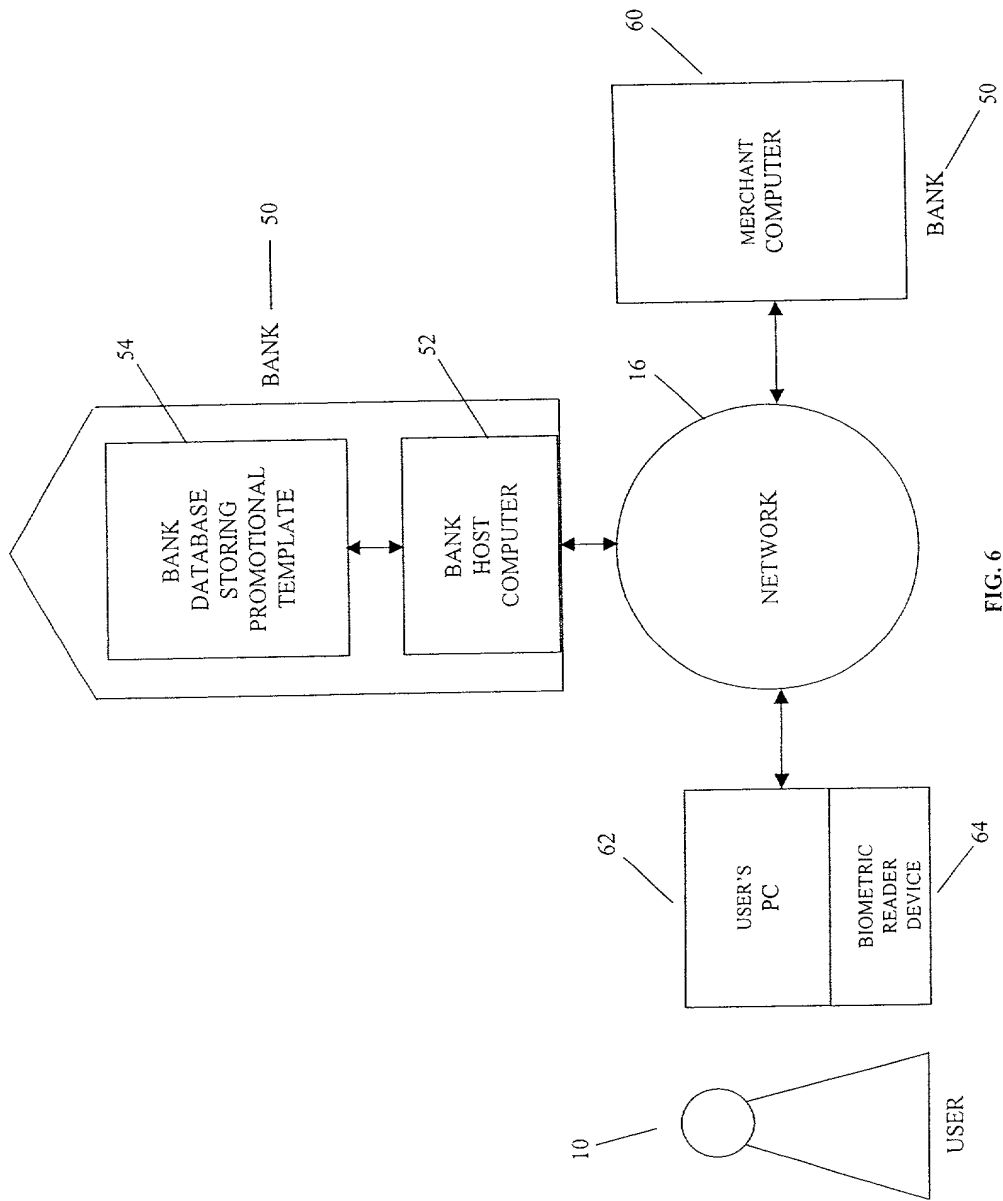 54
BANK
DATABASE
STORING
PROMOTIONAL
TEMPLATE
BANK
50
52
BANK
HOST
COMPUTER
16
NETWORK
10
USER
62
USER'S
PC
BIOMETRIC
READER
DEVICE
64
60
MERCHANT
COMPUTER
BANK
50
FIG. 6